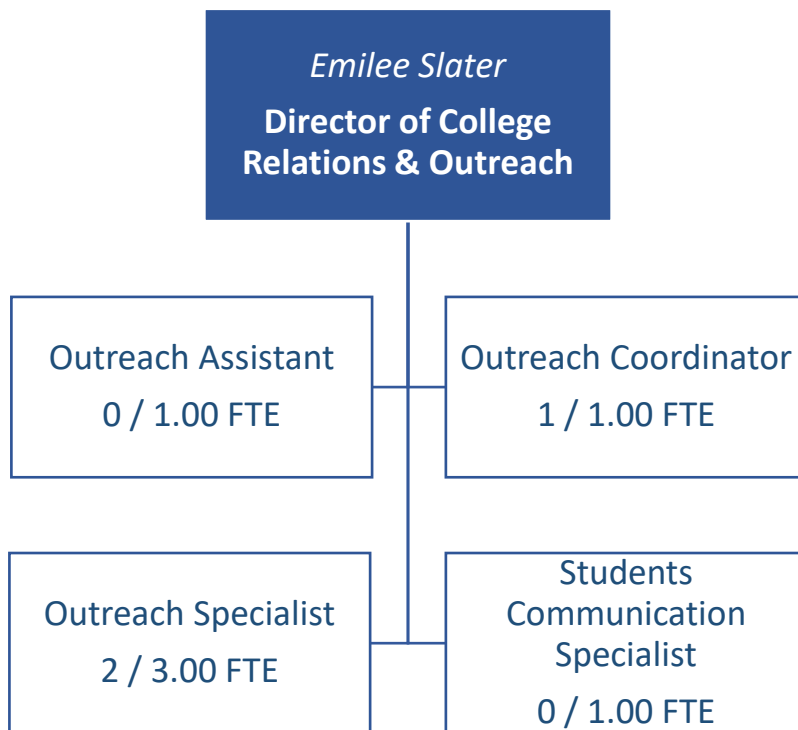 Emilee Slater
Director of College
Relations & Outreach
Outreach Assistant
0 / 1.00 FTE
Outreach Coordinator
1 / 1.00 FTE
Outreach Specialist
2 / 3.00 FTE
Students
Communication
Specialist
0 / 1.00 FTE